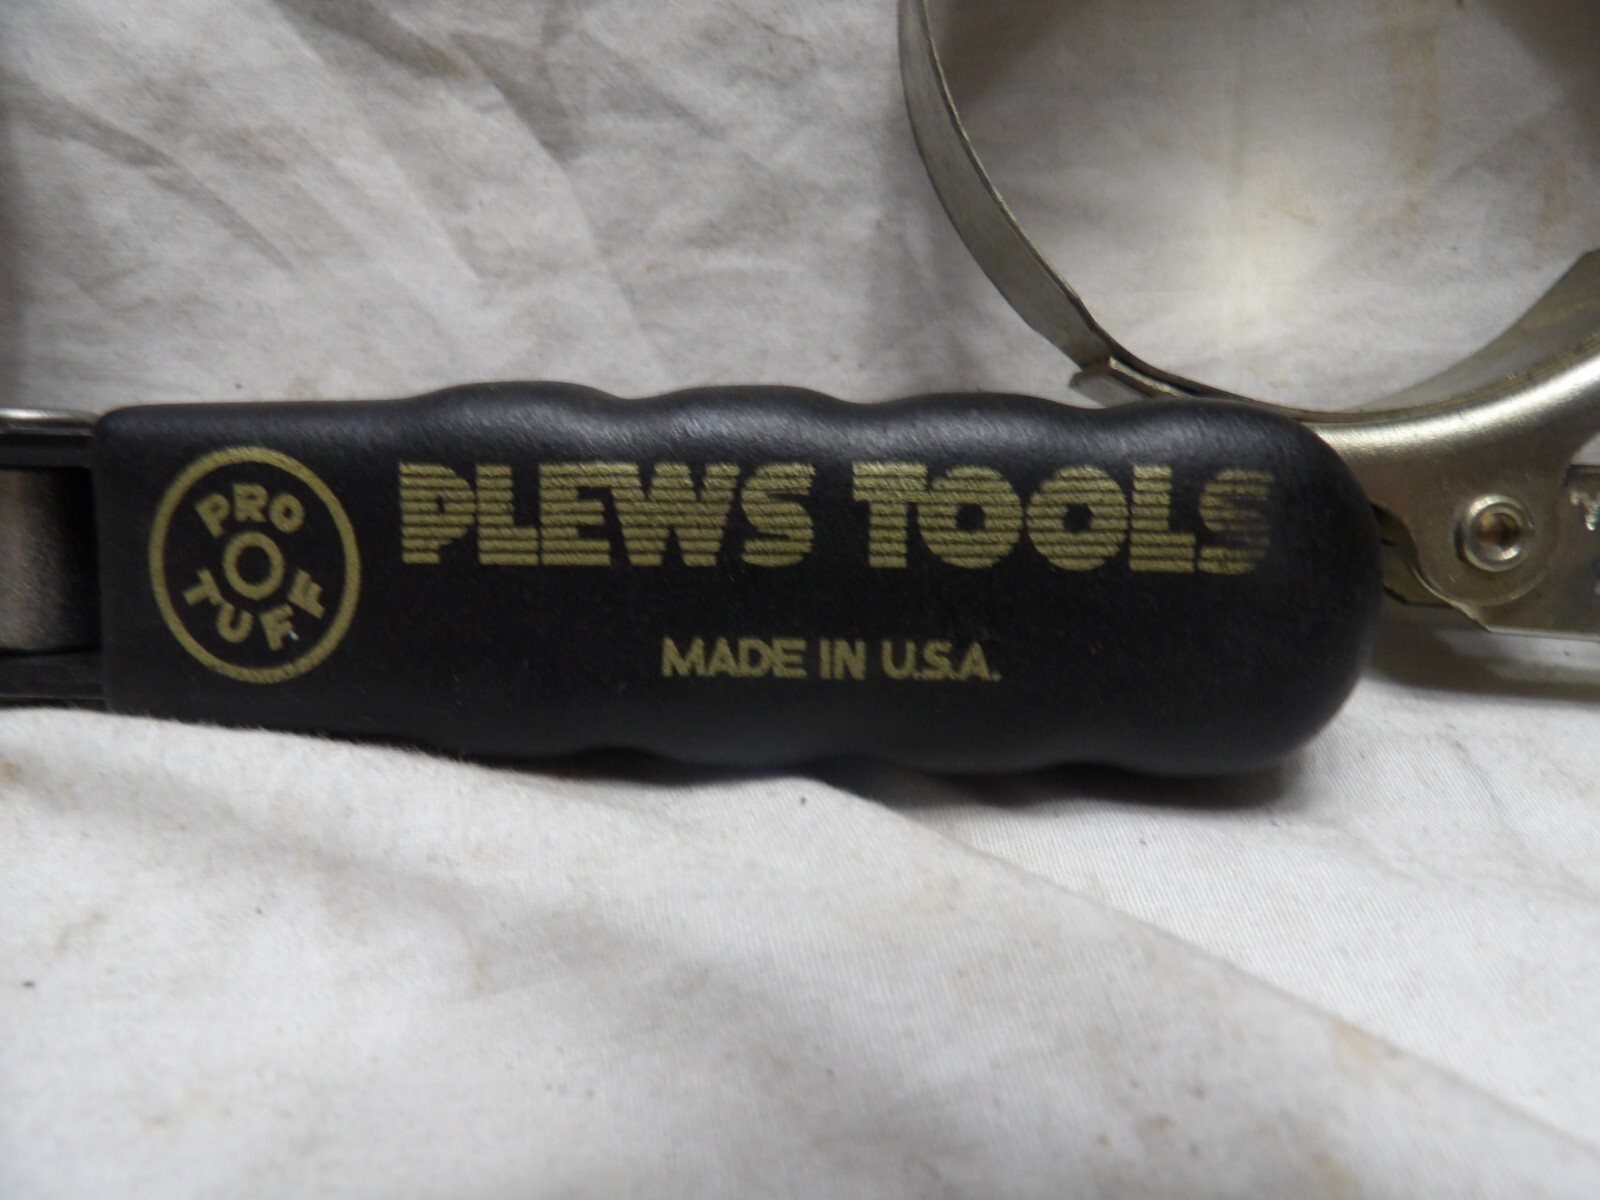 PRO
TUFF
PLEWS TOOLS
MADE IN U.S.A.